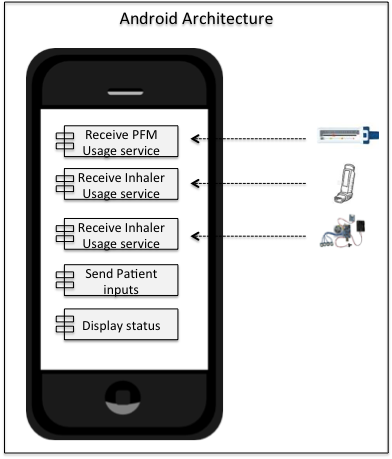 Android Architecture
Receive PFM
Usage service
Receive Inhaler
Usage service
Receive Inhaler
Usage service
Send Patient
inputs
Display status